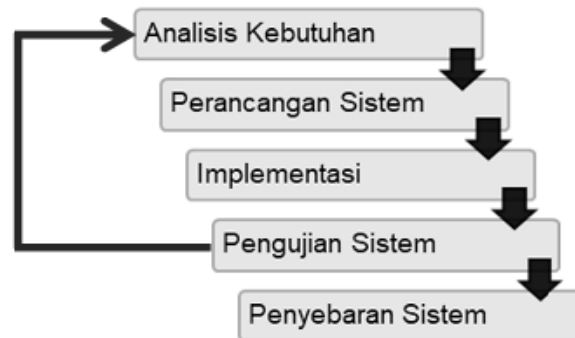 Analisis Kebutuhan
Perancangan Sistem
Implementasi
Pengujian Sistem
Penyebaran Sistem